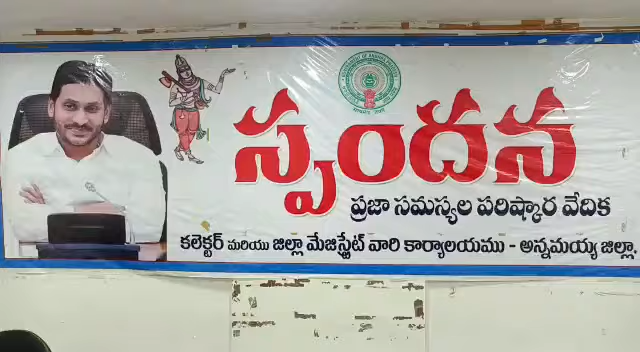 స్పందన
ప్రజా సమస్యల పరిష్కార వేదిక
కలెక్టర్ మరియు జిల్లా మేజిస్ట్రేట్ వారి కార్యాలయము - అన్నమయ్య జిల్లా.